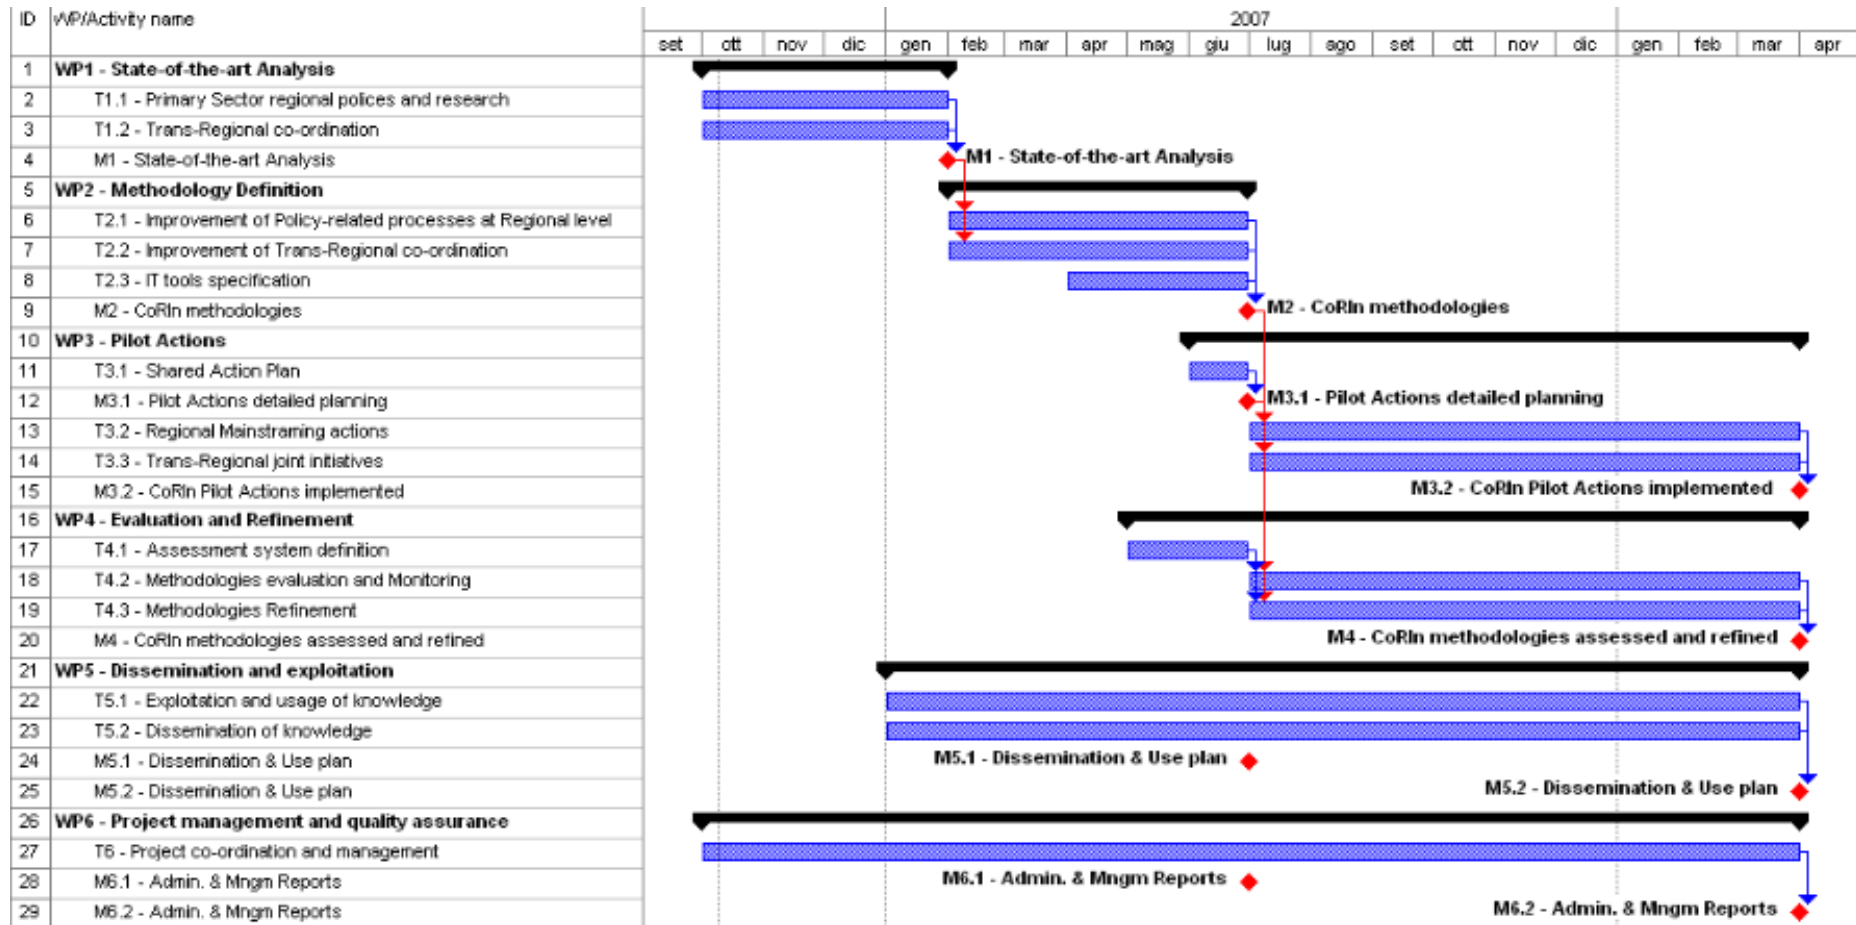 ID WP/Activity name 2007
set ott nov dic gen feb mar apr mag giu lug ago set ott nov dic gen feb mar apr
1 WP1 - State-of-the-art Analysis
2 T1.1 - Primary Sector regional polices and research
3 T1.2 - Trans-Regional co-ordination
4 M1 - State-of-the-art Analysis M1 - State-of-the-art Analysis
5 WP2 - Methodology Definition
6 T2.1 - Improvement of Policy-related processes at Regional level
7 T2.2 - Improvement of Trans-Regional co-ordination
8 T2.3 - IT tools specification
9 M2 - CoRIn methodologies M2 - CoRIn methodologies
10 WP3 - Pilot Actions
11 T3.1 - Shared Action Plan
12 M3.1 - Pilot Actions detailed planning M3.1 - Pilot Actions detailed planning
13 T3.2 - Regional Mainstraming actions
14 T3.3 - Trans-Regional joint initiatives
15 M3.2 - CoRIn Pilot Actions implemented M3.2 - CoRIn Pilot Actions implemented
16 WP4 - Evaluation and Refinement
17 T4.1 - Assessment system definition
18 T4.2 - Methodologies evaluation and Monitoring
19 T4.3 - Methodologies Refinement
20 M4 - CoRIn methodologies assessed and refined M4 - CoRIn methodologies assessed and refined
21 WP5 - Dissemination and exploitation
22 T5.1 - Exploitation and usage of knowledge
23 T5.2 - Dissemination of knowledge
24 M5.1 - Dissemination & Use plan M5.1 - Dissemination & Use plan
25 M5.2 - Dissemination & Use plan M5.2 - Dissemination & Use plan
26 WP6 - Project management and quality assurance
27 T6 - Project co-ordination and management
28 M6.1 - Admin. & Mngm Reports M6.1 - Admin. & Mngm Reports
29 M6.2 - Admin. & Mngm Reports M6.2 - Admin. & Mngm Reports